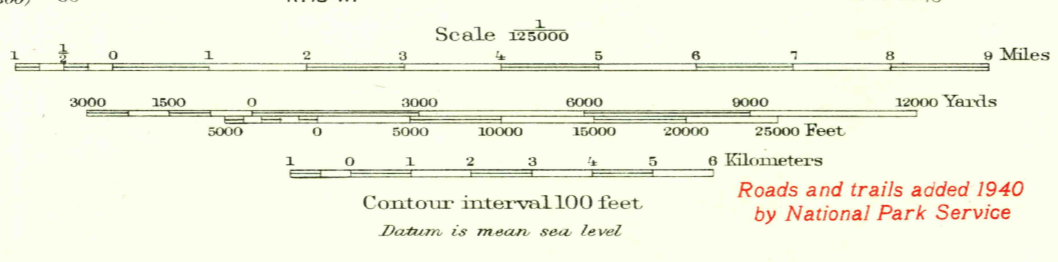 Scale 1/125000
1 1/2 0 1 2 3 4 5 6 7 8 9 Miles
3000 1500 0 3000 6000 9000 12000 Yards
5000 0 5000 10000 15000 20000 25000 Feet
1 0 1 2 3 4 5 6 Kilometers
Contour interval 100 feet
Datum is mean sea level
Roads and trails added 1940
by National Park Service